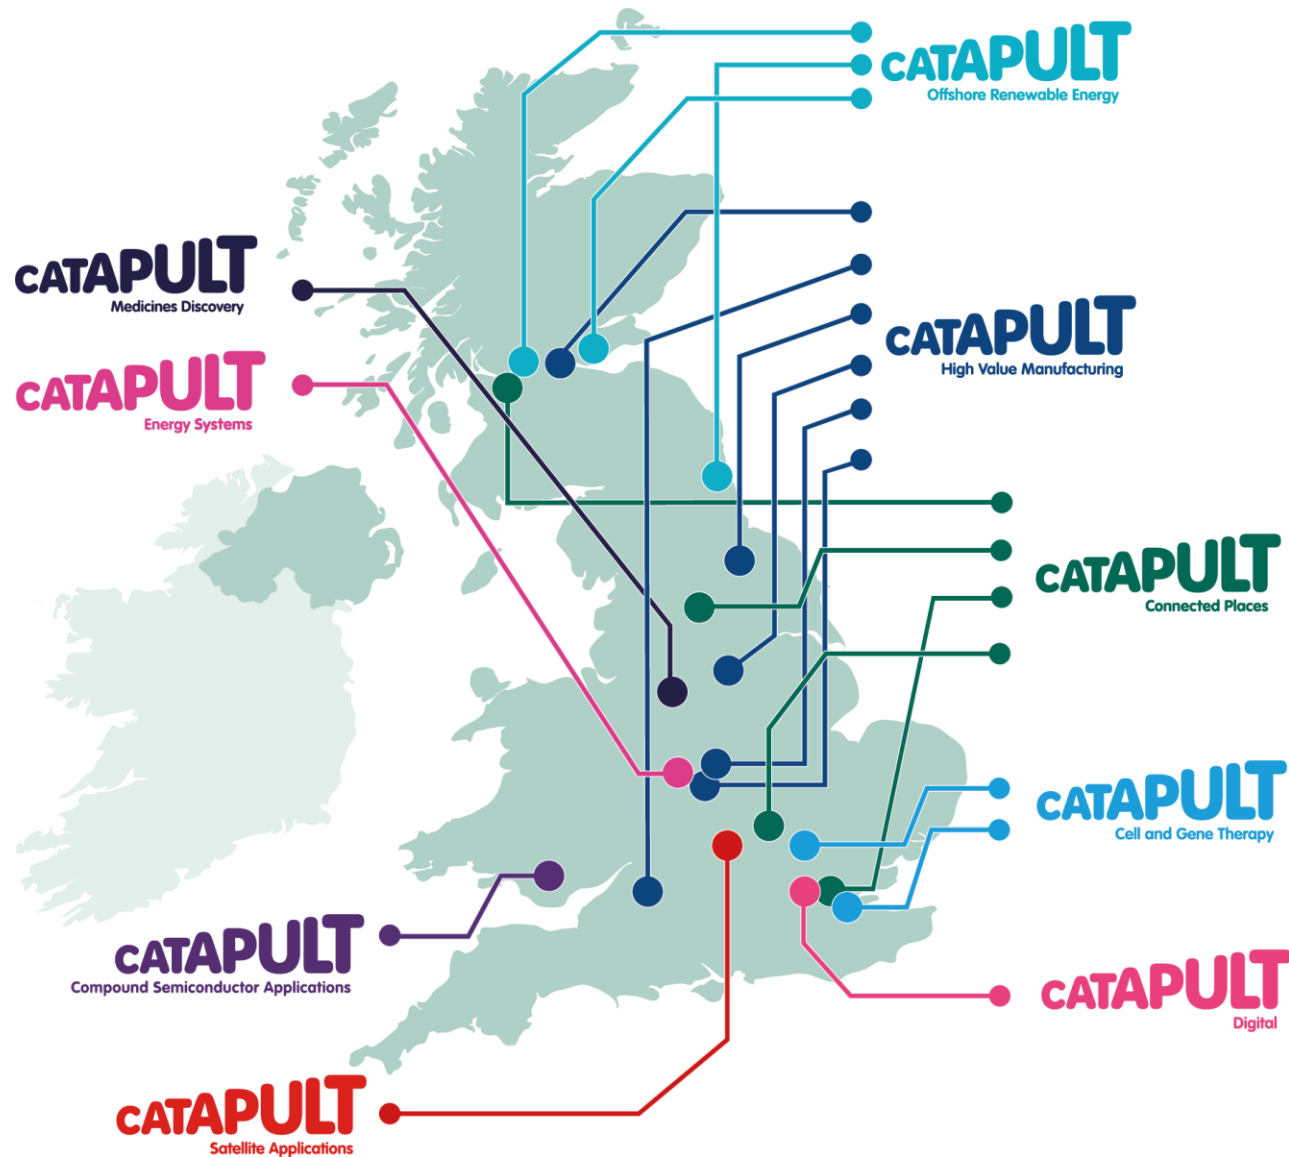 CATAPULT
Offshore Renewable Energy
CATAPULT
Medicines Discovery
CATAPULT
High Value Manufacturing
CATAPULT
Energy Systems
CATAPULT
Connected Places
CATAPULT
Cell and Gene Therapy
CATAPULT
Compound Semiconductor Applications
CATAPULT
Digital
CATAPULT
Satellite Applications